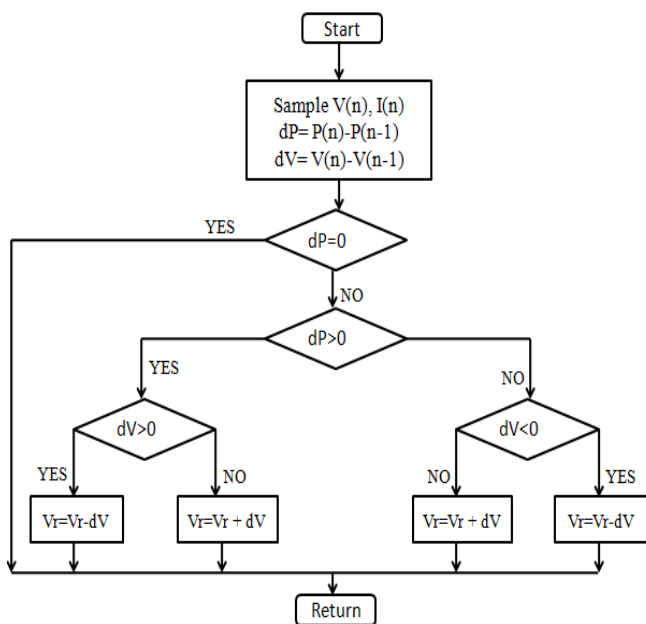 Start
Sample V(n), I(n)
dP= P(n)-P(n-1)
dV= V(n)-V(n-1)
YES
dP=0
NO
dP>0
YES
NO
dV>0
dV<0
YES
NO
NO
YES
Vr=Vr-dV
Vr=Vr + dV
Vr=Vr + dV
Vr=Vr-dV
Return